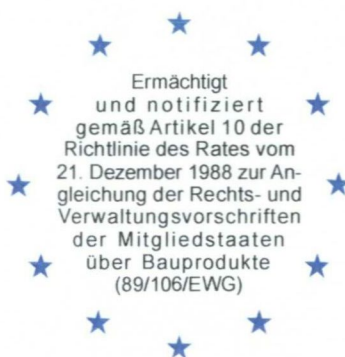 Ermächtigt
und notifiziert
gemäß Artikel 10 der
Richtlinie des Rates vom
21. Dezember 1988 zur An-
gleichung der Rechts- und
Verwaltungsvorschriften
der Mitgliedstaaten
über Bauprodukte
(89/106/EWG)